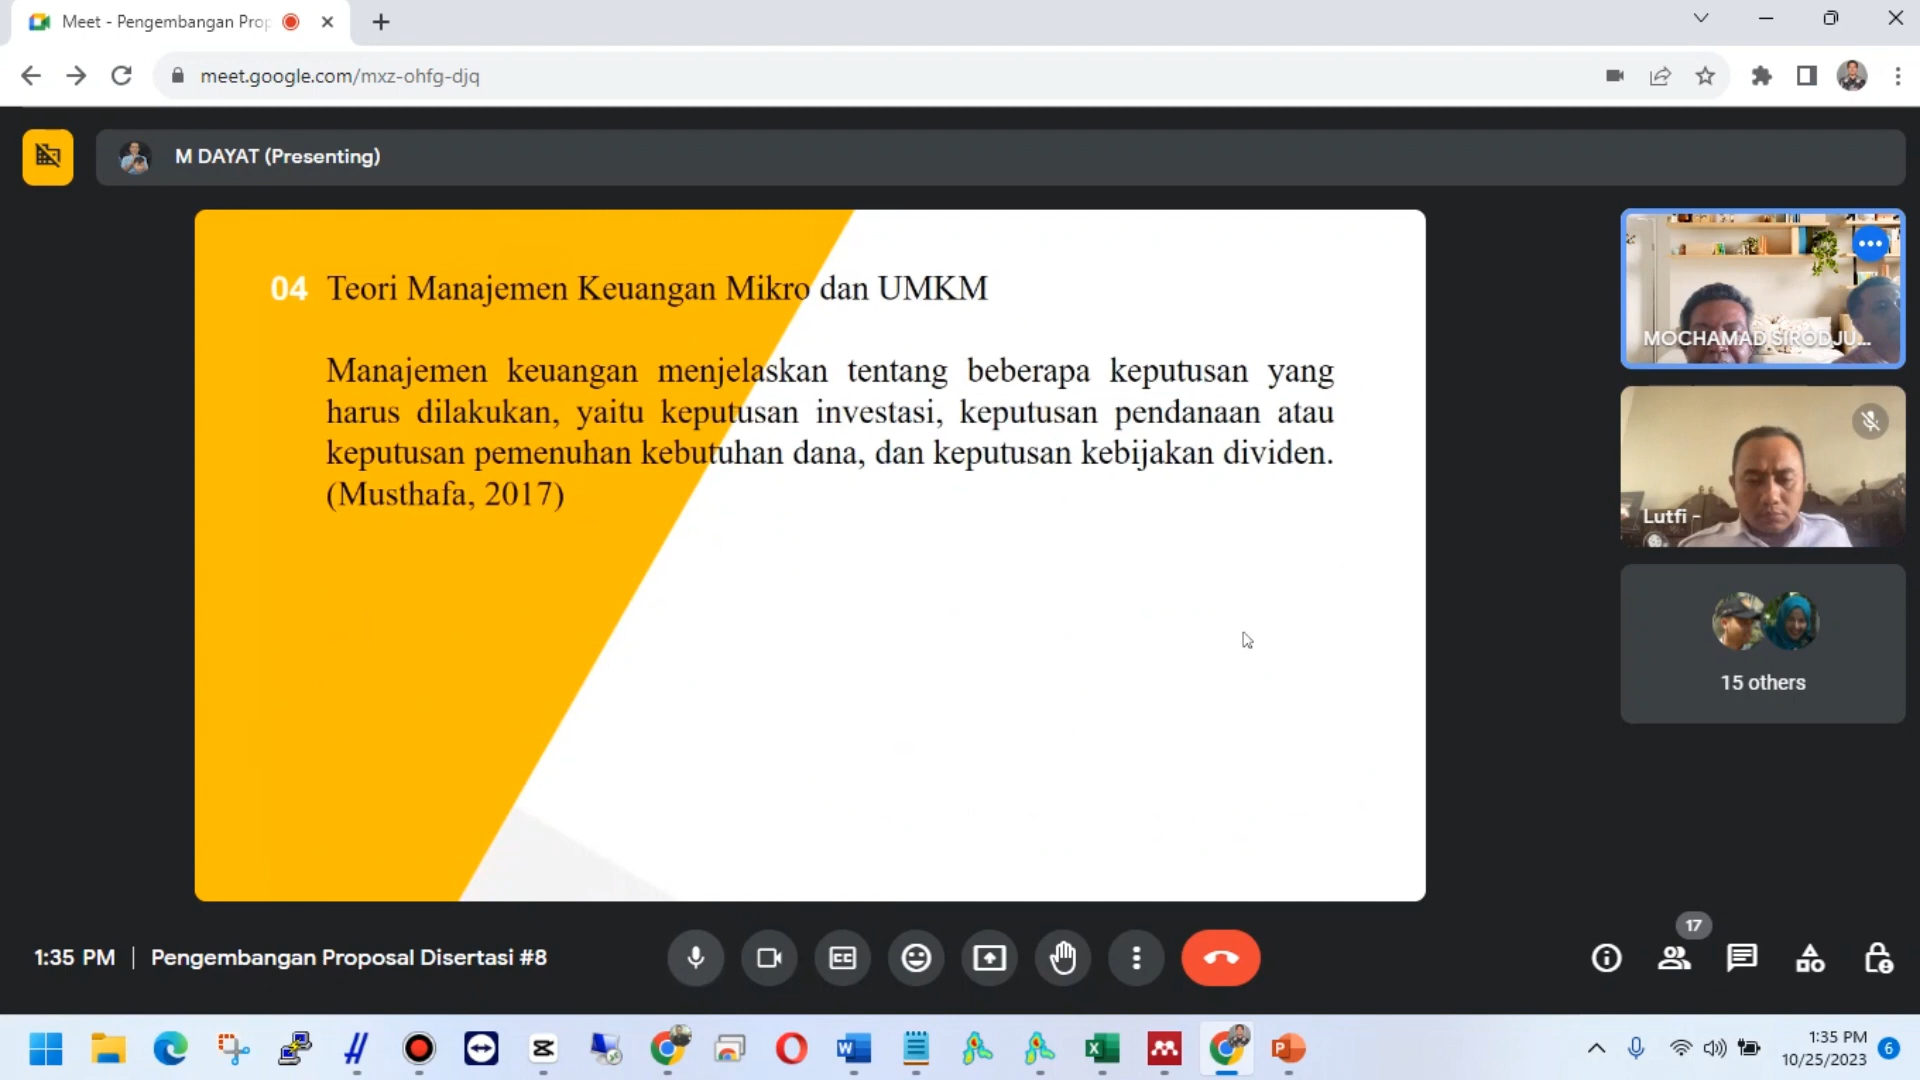 Meet - Pengembangan Prop
meet.google.com/mxz-ohfg-djq
M DAYAT (Presenting)
04 Teori Manajemen Keuangan Mikro dan UMKM
Manajemen keuangan menjelaskan tentang beberapa keputusan yang
harus dilakukan, yaitu keputusan investasi, keputusan pendanaan atau
keputusan pemenuhan kebutuhan dana, dan keputusan kebijakan dividen.
(Musthafa, 2017)
MOCHAMAD SIRODJU...
Lutfi -
15 others
1:35 PM | Pengembangan Proposal Disertasi #8
CC
17
1:35 PM
10/25/2023
6